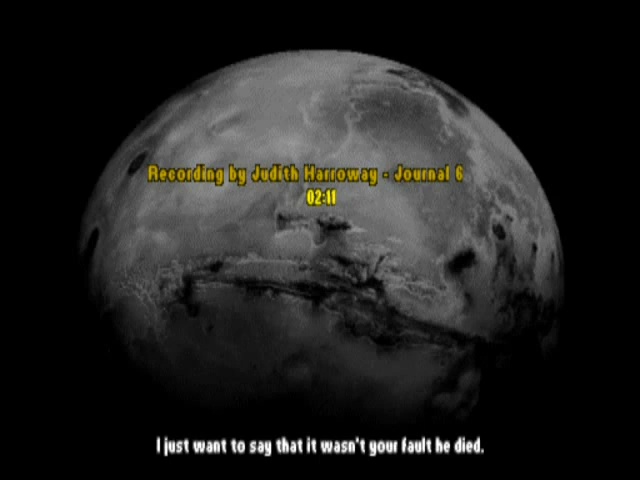 Recording by Judith Harroway - Journal 6
02:11
I just want to say that it wasn't your fault he died.